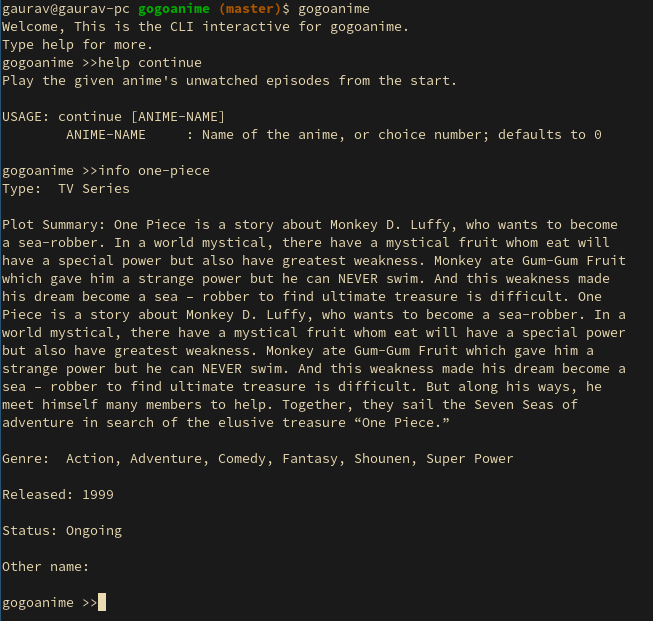 gaurav@gaurav-pc gogoanime (master)$ gogoanime
Welcome, This is the CLI interactive for gogoanime.
Type help for more.
gogoanime >>help continue
Play the given anime's unwatched episodes from the start.
USAGE: continue [ANIME-NAME]
ANIME-NAME     : Name of the anime, or choice number; defaults to 0
gogoanime >>info one-piece
Type:  TV Series
Plot Summary: One Piece is a story about Monkey D. Luffy, who wants to become
a sea-robber. In a world mystical, there have a mystical fruit whom eat will
have a special power but also have greatest weakness. Monkey ate Gum-Gum Fruit
which gave him a strange power but he can NEVER swim. And this weakness made
his dream become a sea – robber to find ultimate treasure is difficult. One
Piece is a story about Monkey D. Luffy, who wants to become a sea-robber. In a
world mystical, there have a mystical fruit whom eat will have a special power
but also have greatest weakness. Monkey ate Gum-Gum Fruit which gave him a
strange power but he can NEVER swim. And this weakness made his dream become a
sea – robber to find ultimate treasure is difficult. But along his ways, he
meet himself many members to help. Together, they sail the Seven Seas of
adventure in search of the elusive treasure “One Piece.”
Genre:  Action, Adventure, Comedy, Fantasy, Shounen, Super Power
Released: 1999
Status: Ongoing
Other name:
gogoanime >>